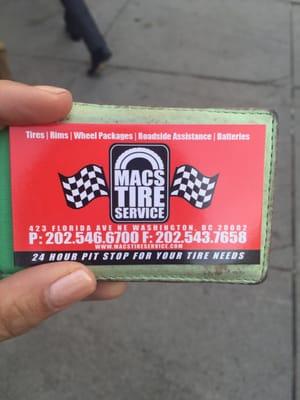 Tires | Rims | Wheel Packages | Roadside Assistance | Batteries
MACS
TIRE
SERVICE
423 FLORIDA AVE NE WASHINGTON, DC 20002
P: 202.546.6700 F: 202.543.7658
WWW.MACSTIRESERVICE.COM
24 HOUR PIT STOP FOR YOUR TIRE NEEDS